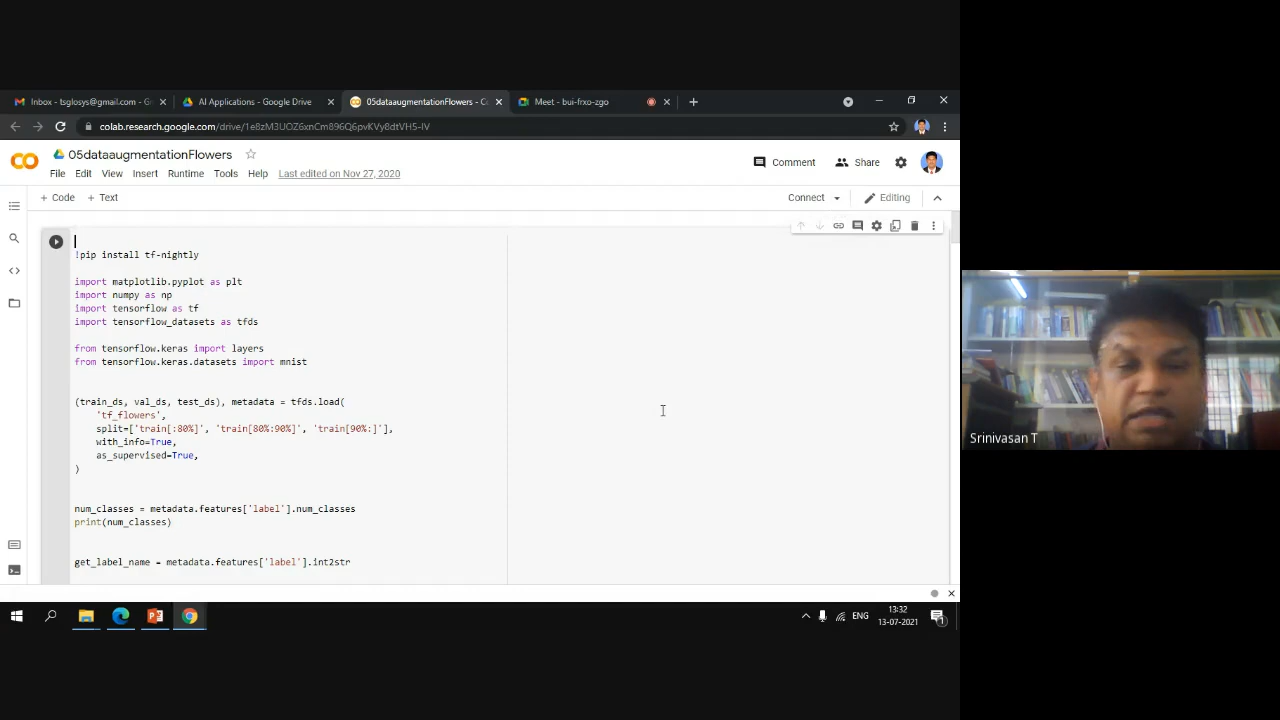 Inbox - tsglosys@gmail.com - G
AI Applications - Google Drive
05dataaugmentationFlowers - C
Meet - bui-frxo-zgo
colab.research.google.com/drive/1e8zM3UOZ6xnCm896Q6pvKVy8dtVH5-IV
05dataaugmentationFlowers
Comment
Share
File Edit View Insert Runtime Tools Help Last edited on Nov 27, 2020
+ Code + Text
Connect
Editing
!pip install tf-nightly
import matplotlib.pyplot as plt
import numpy as np
import tensorflow as tf
import tensorflow_datasets as tfds
from tensorflow.keras import layers
from tensorflow.keras.datasets import mnist
(train_ds, val_ds, test_ds), metadata = tfds.load(
'tf_flowers',
split=['train[:80%]', 'train[80%:90%]', 'train[90%:]'],
with_info=True,
as_supervised=True,
)
num_classes = metadata.features['label'].num_classes
print(num_classes)
get_label_name = metadata.features['label'].int2str
Srinivasan T
ENG
13:32
13-07-2021